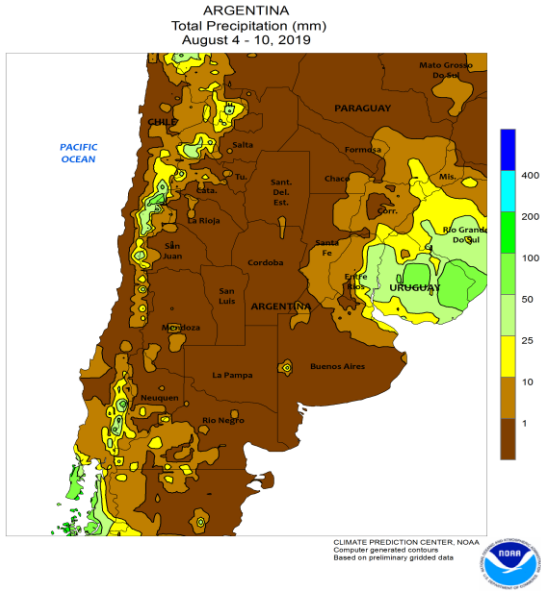 ARGENTINA
Total Precipitation (mm)
August 4 - 10, 2019
Mato Grosso
Do Sul
PARAGUAY
CHILE
PACIFIC
OCEAN
Salta
Formosa
Tu.
Chaco
Mis.
Cata.
Sant.
Del.
Est.
Corr.
La Rioja
Rio Grande
Do Sul
San
Juan
Santa
Fe
Cordoba
Entre
Rios
URUGUAY
San
Luis
ARGENTINA
Mendoza
La Pampa
Buenos Aires
Neuquen
Rio Negro
400
200
100
50
25
10
1
CLIMATE PREDICTION CENTER, NOAA
Computer generated contours
Based on preliminary gridded data
NOAA